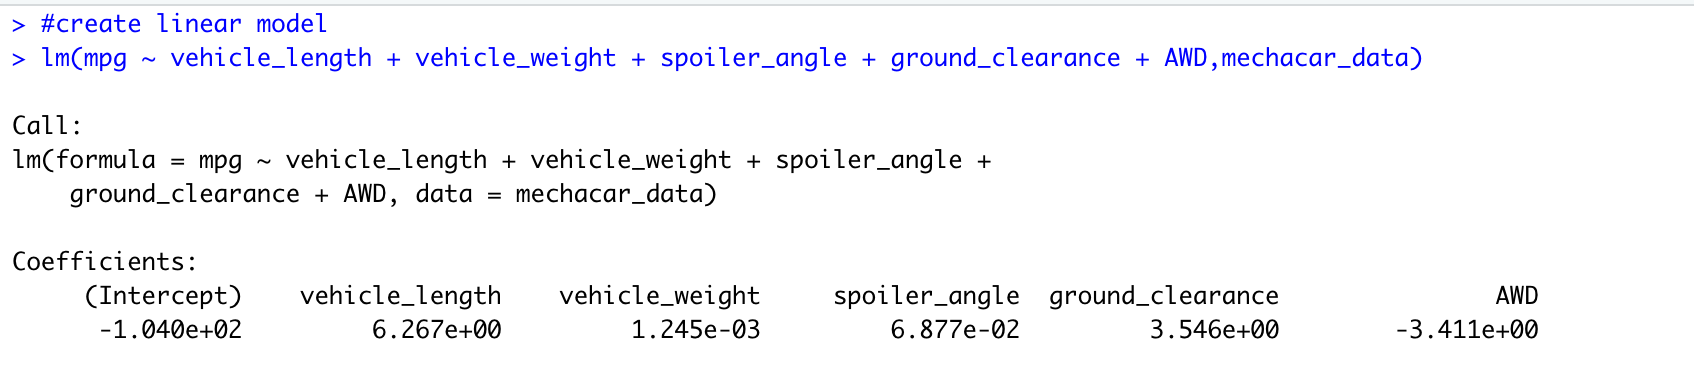 > #create linear model
> lm(mpg ~ vehicle_length + vehicle_weight + spoiler_angle + ground_clearance + AWD,mechacar_data)
Call:
lm(formula = mpg ~ vehicle_length + vehicle_weight + spoiler_angle +
    ground_clearance + AWD, data = mechacar_data)
Coefficients:
     (Intercept)    vehicle_length    vehicle_weight     spoiler_angle  ground_clearance               AWD
      -1.040e+02         6.267e+00         1.245e-03         6.877e-02         3.546e+00        -3.411e+00